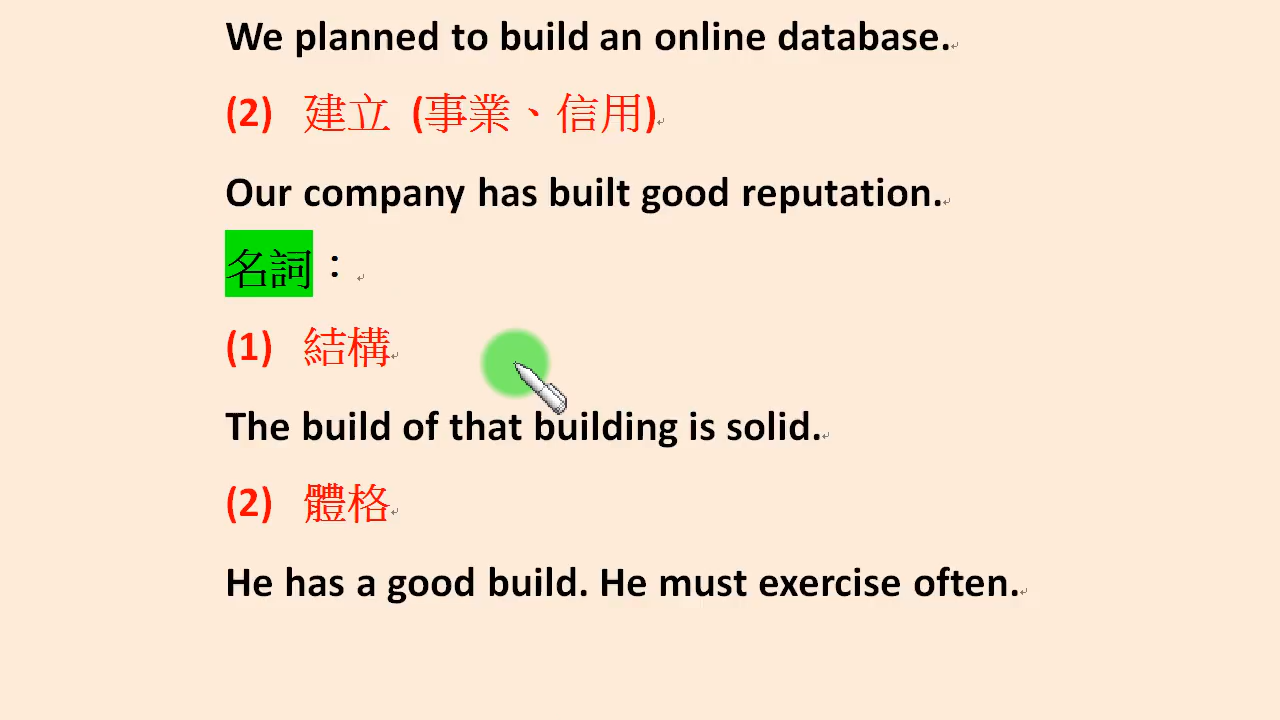 We planned to build an online database.
(2) 建立 (事業、信用)
Our company has built good reputation.
名詞：
(1) 結構
The build of that building is solid.
(2) 體格
He has a good build. He must exercise often.